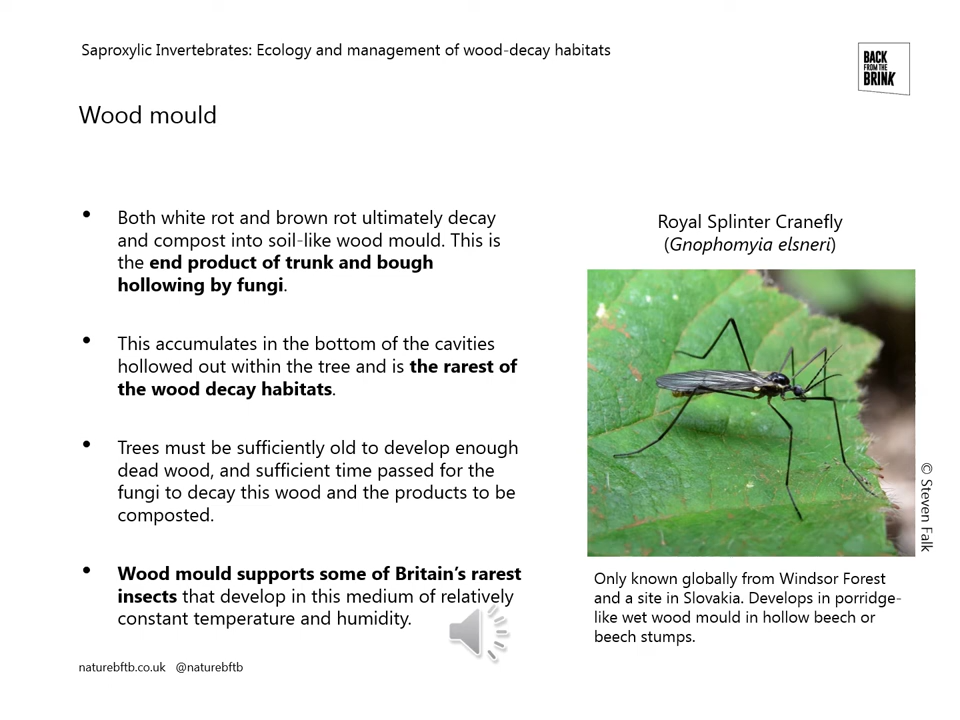 Saproxylic Invertebrates: Ecology and management of wood-decay habitats
BACK
FROM THE
BRINK
Wood mould
• Both white rot and brown rot ultimately decay
and compost into soil-like wood mould. This is
the end product of trunk and bough
hollowing by fungi.
• This accumulates in the bottom of the cavities
hollowed out within the tree and is the rarest of
the wood decay habitats.
• Trees must be sufficiently old to develop enough
dead wood, and sufficient time passed for the
fungi to decay this wood and the products to be
composted.
• Wood mould supports some of Britain’s rarest
insects that develop in this medium of relatively
constant temperature and humidity.
Royal Splinter Cranefly
(Gnophomyia elsneri)
© Steven Falk
Only known globally from Windsor Forest
and a site in Slovakia. Develops in porridge-
like wet wood mould in hollow beech or
beech stumps.
naturebftb.co.uk @naturebftb